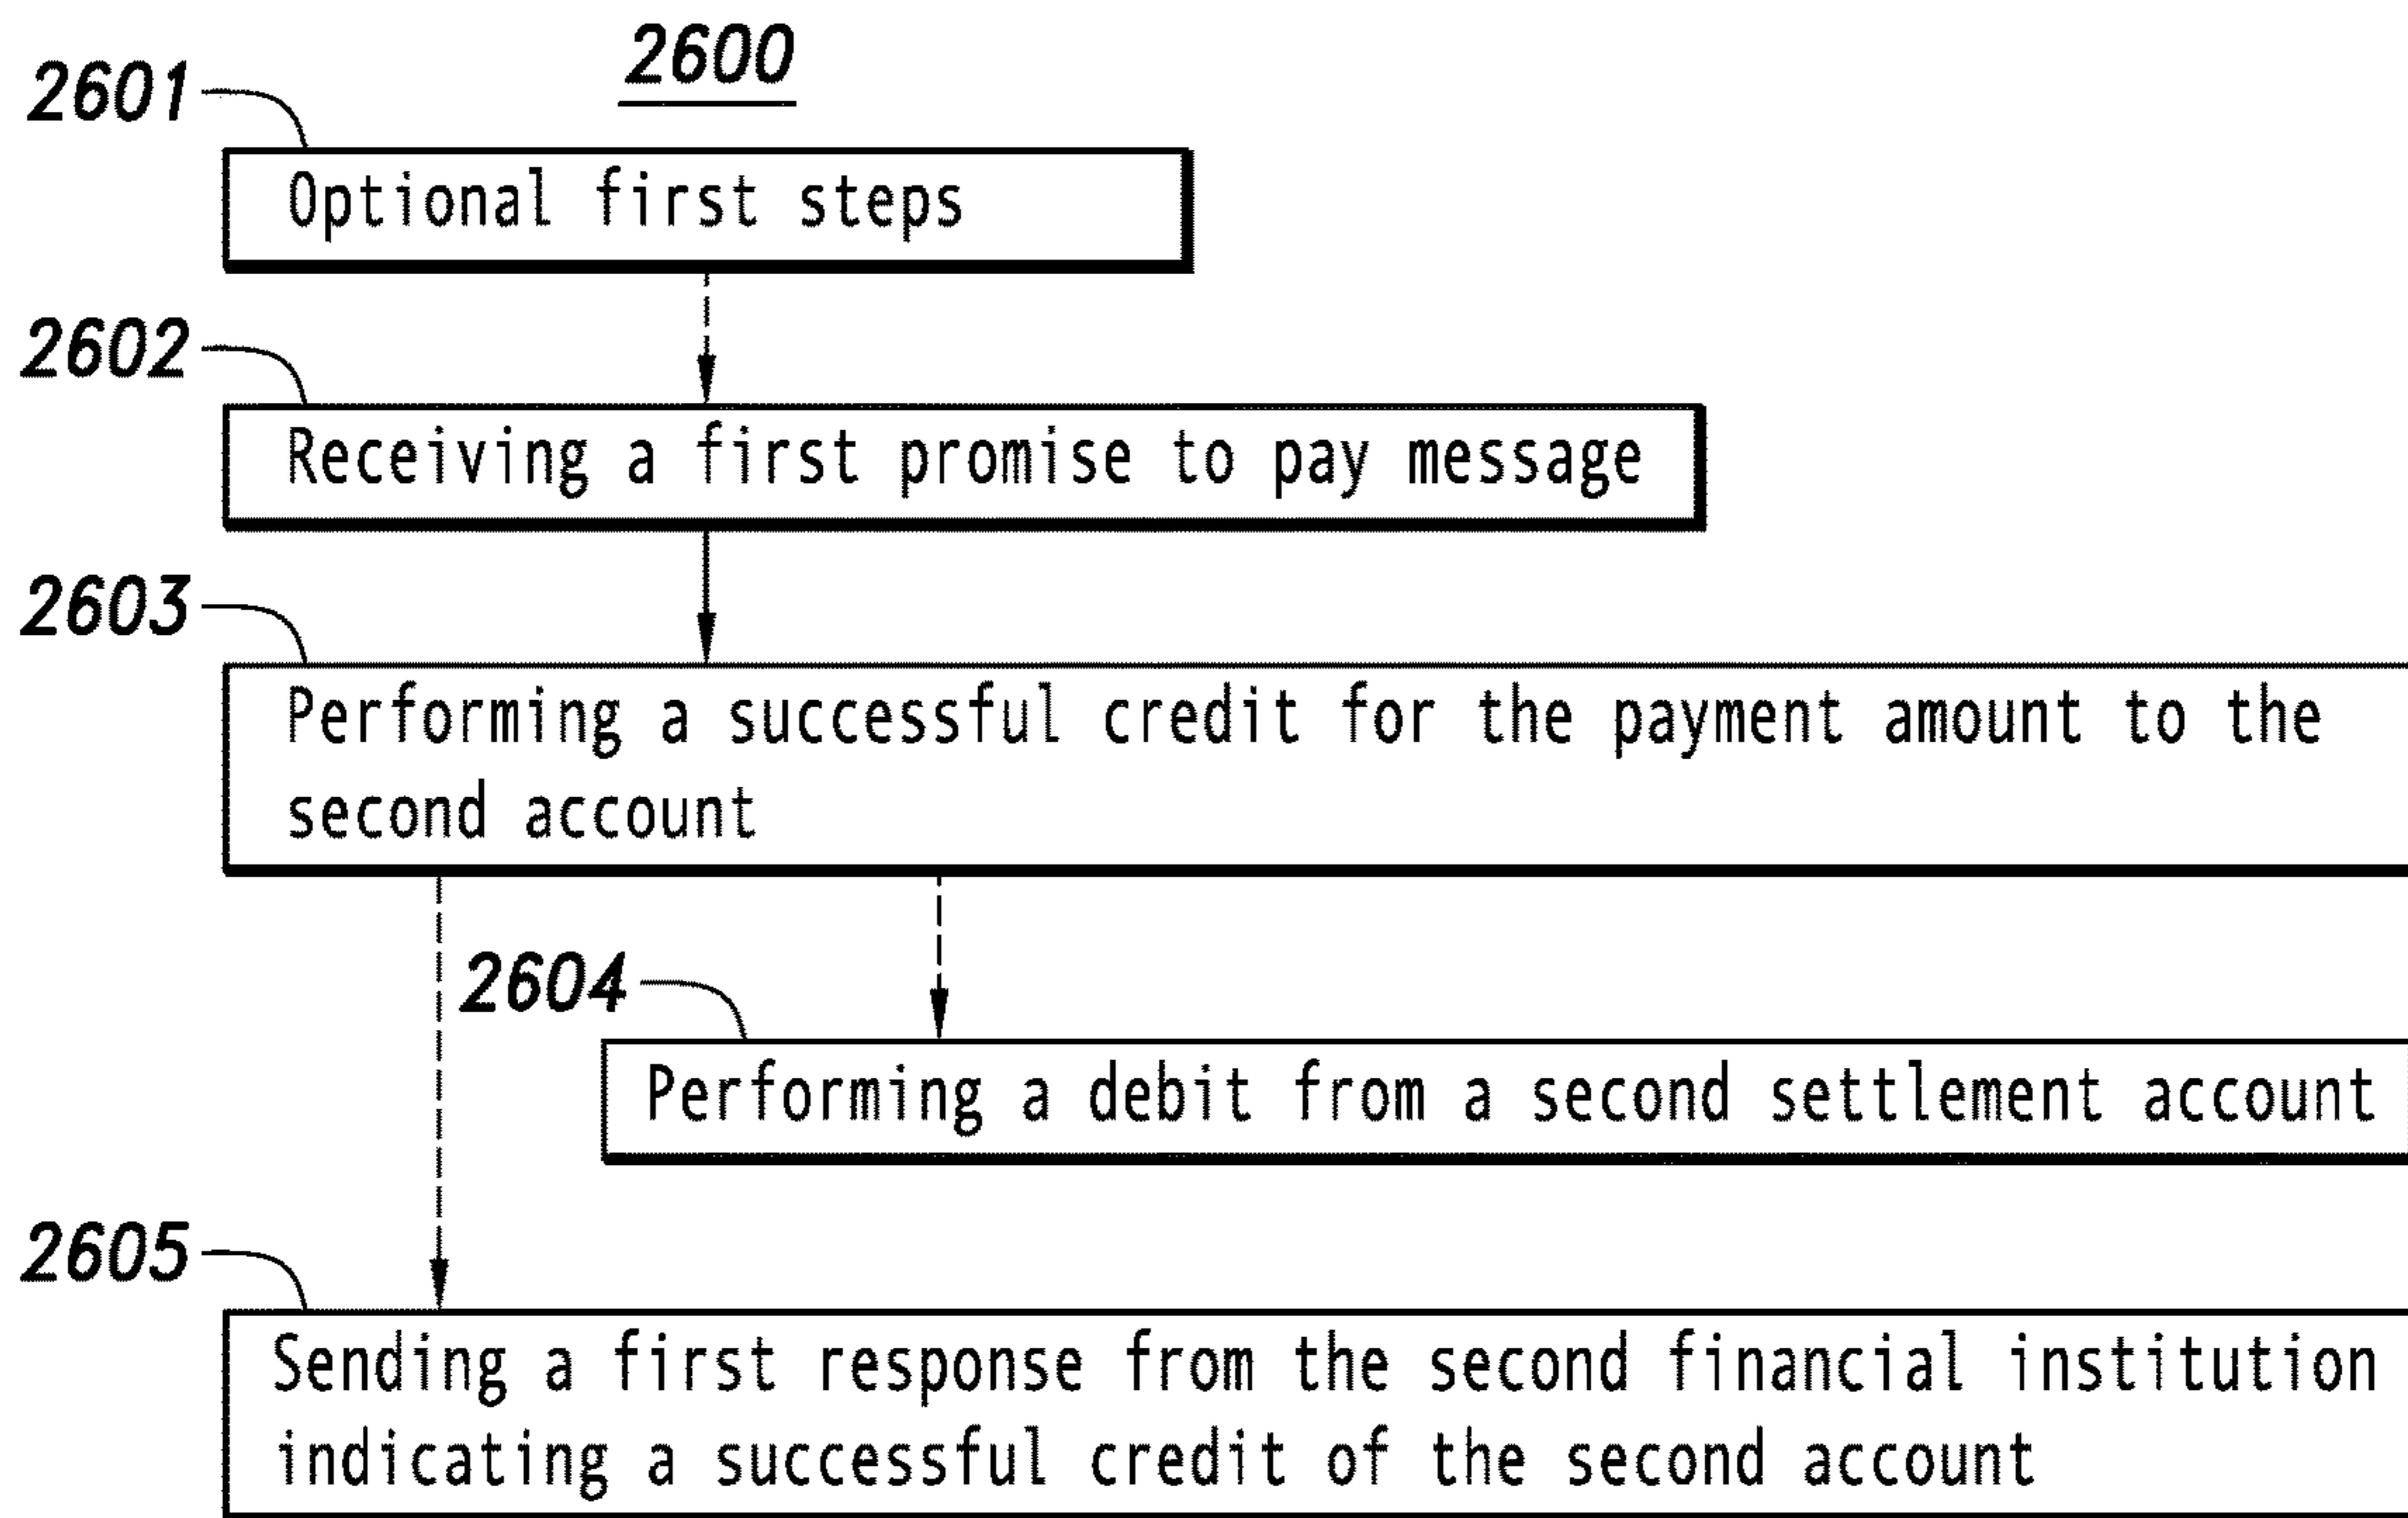 2600
2601
Optional first steps
2602
Receiving a first promise to pay message
2603
Performing a successful credit for the payment amount to the
second account
2604
Performing a debit from a second settlement account
2605
Sending a first response from the second financial institution
indicating a successful credit of the second account